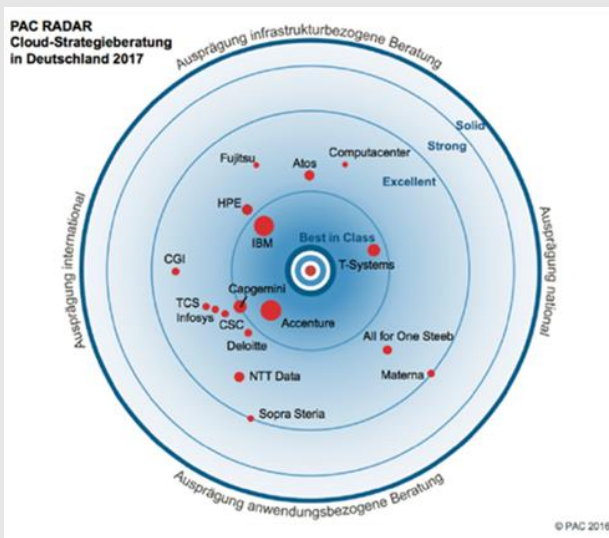 PAC RADAR
Cloud-Strategieberatung
in Deutschland 2017
Ausprägung infrastrukturbezogene Beratung
Solid
Strong
Excellent
Best in Class
Fujitsu
Atos
Computacenter
HPE
IBM
T-Systems
CGI
Capgemini
TCS
Infosys
CSC
Accenture
Deloitte
All for One Steeb
NTT Data
Materna
Sopra Steria
Ausprägung international
Ausprägung national
Ausprägung anwendungsbezogene Beratung
© PAC 2016